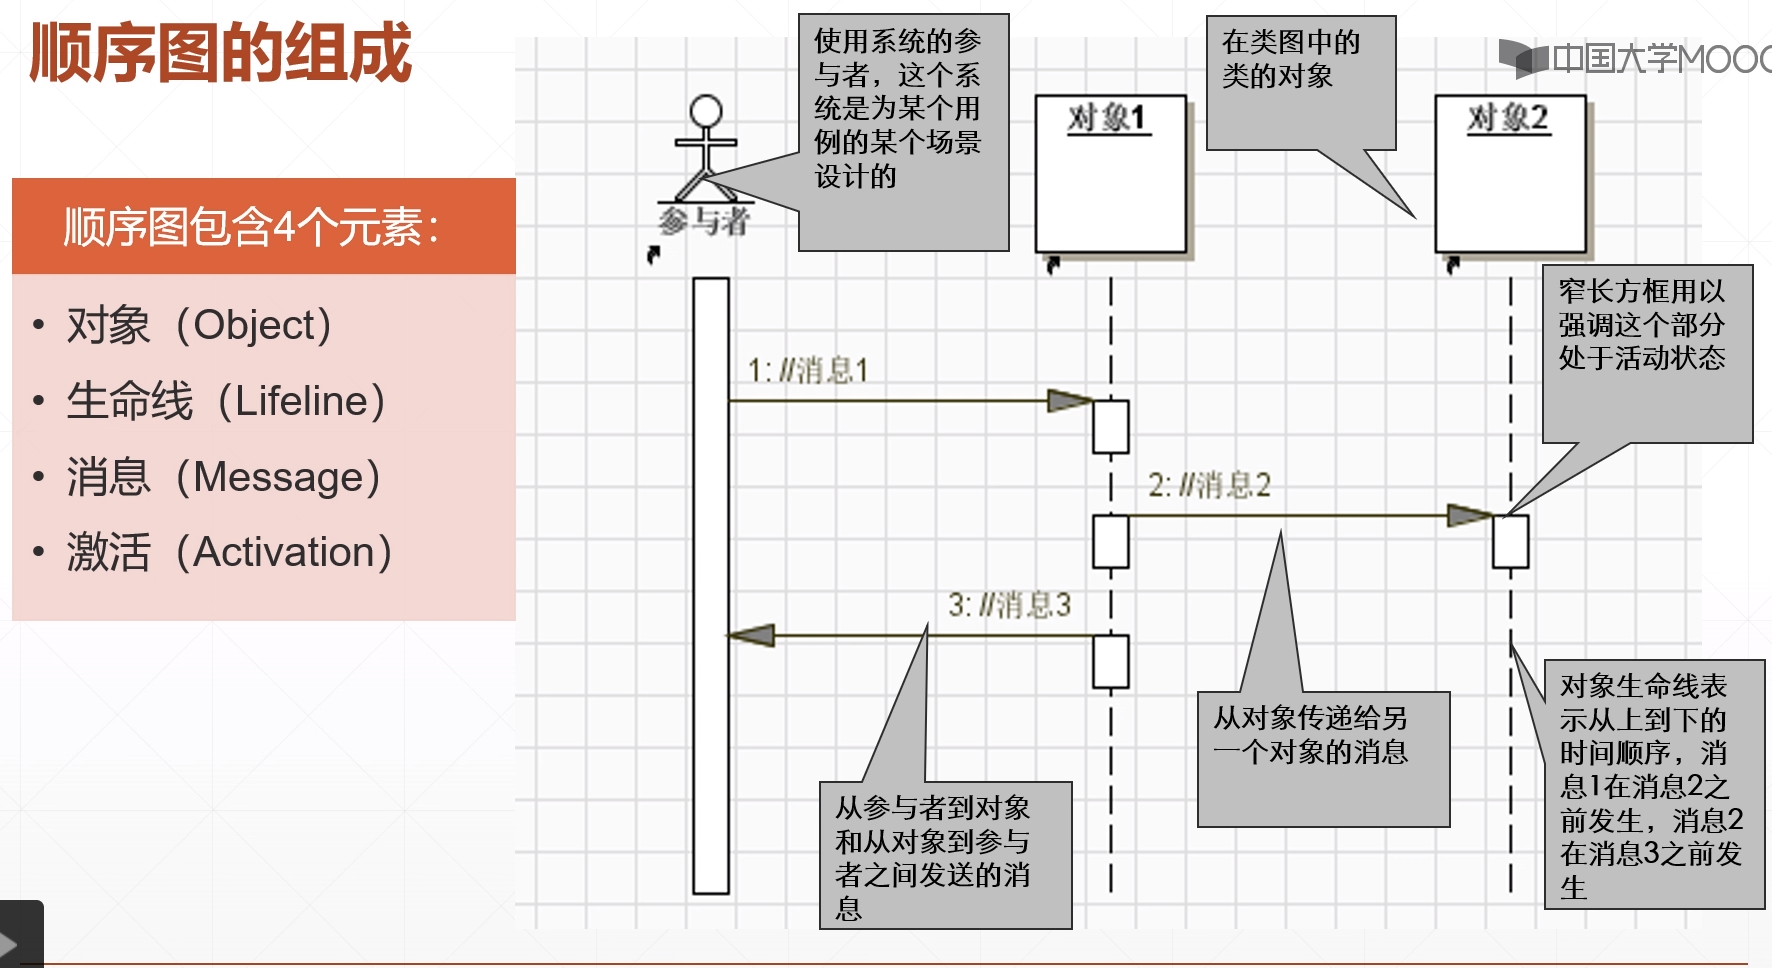 顺序图的组成
中国大学MOOC
顺序图包含4个元素：
• 对象（Object）
• 生命线（Lifeline）
• 消息（Message）
• 激活（Activation）
使用系统的参
与者，这个系
统是为某个用
例的某个场景
设计的
在类图中的
类的对象
参与者
对象1
对象2
窄长方框用以
强调这个部分
处于活动状态
1: //消息1
2: //消息2
3: //消息3
从对象传递给另
一个对象的消息
从参与者到对象
和从对象到参与
者之间发送的消
息
对象生命线表
示从上到下的
时间顺序，消
息1在消息2之
前发生，消息2
在消息3之前发
生